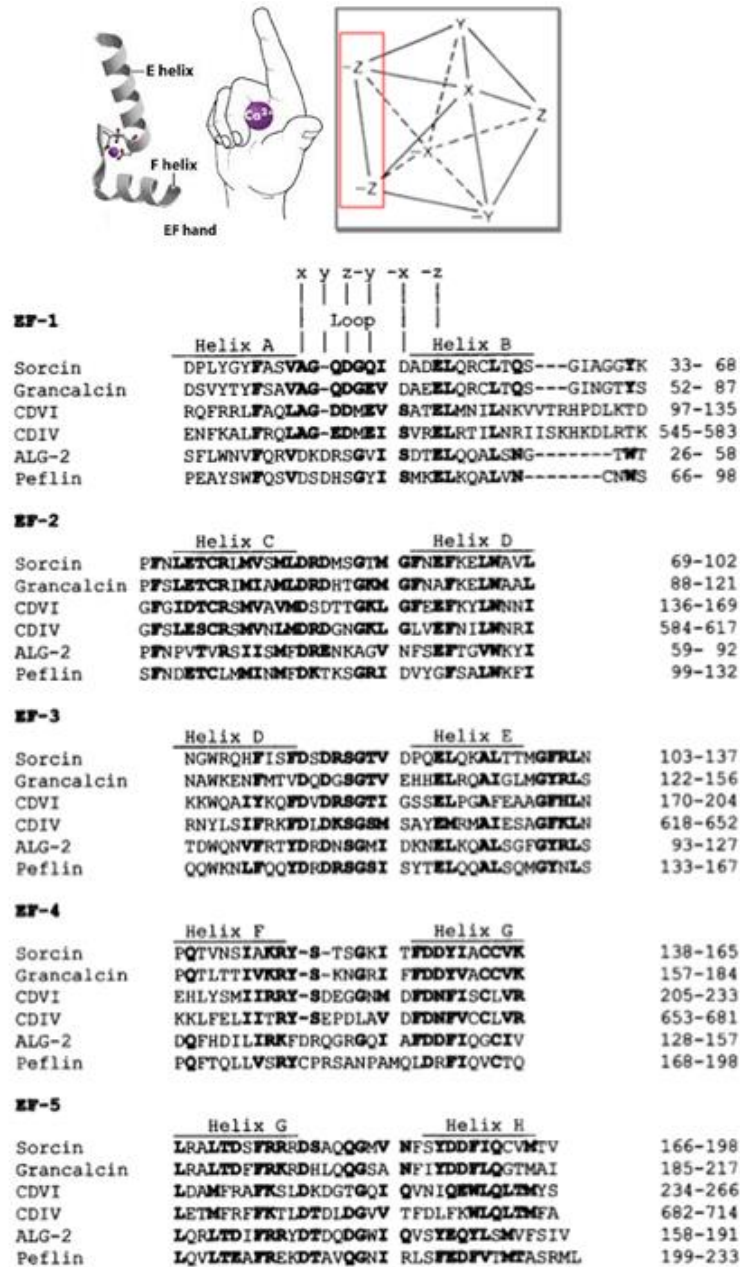 E helix
Ca2+
F helix
EF hand
Y
-Z
X
Z
-X
-Z
-Y
x y z-y -x -z
EF-1
Loop
Helix A Helix B
Sorcin DPLYGYFASVAG-QDGQI DADELQRCLTQS---GIAGGYK 33- 68
Grancalcin DSVYTYFSAVAGQDGEV DAEELQRCLTQS---GINGTYS 52- 87
CDVI RQFRRLFAQLAG-DDMEV SATELMNILNKVVTRHPDLKTD 97-135
CDIV ENFKALFRQLAG-EDMEI SVRELRTILNRIISKHKDLRTK 545-583
ALG-2 SFLWNVFQRVDKDRSGVI SDTELQQALSNG-------TWT 26- 58
Peflin PEAYSWFQSVDSDHSGYI SMKELKQALVN------CNWS 66- 98
EF-2
Helix C Helix D
Sorcin PFNLETCRLMVSMLDRDMSGTM GFNEFKELWAVL 69-102
Grancalcin PFSLETCRIMIAMLDRDHTGKM GFNAFKELWAAL 88-121
CDVI GFGIDTCRSMVAVMDSDTTGKL GFEEFKYLWNNI 136-169
CDIV GFSLESCRSMVNLMDRDGNGKL GLVEFNILWNRI 584-617
ALG-2 PFNPVTVRSIISMFDRENKAGV NFSEFTGVWKYI 59- 92
Peflin SFNDETCLMMINMFDKTKSGRI DVYGFSALWKFI 99-132
EF-3
Helix D Helix E
Sorcin NGWRQHFISFDSDRSGTV DPQELQKALTTMGFRLN 103-137
Grancalcin NAWKENFMTVDQDGSGTV EHHELRQAIGLMGYRLS 122-156
CDVI KKWQAIYKQFDVDRSGTI GSSELPGAFEAAGFHLN 170-204
CDIV RNYLSIFRKFDLDKSGSM SAYEMRMAIESAGFKLN 618-652
ALG-2 TDWQNVFRTYDRDNSGMI DKNELKQALSGFGYRLS 93-127
Peflin QQWKNLFQQYDRDRSGSI SYTELQQALSQMGYNLS 133-167
EF-4
Helix F Helix G
Sorcin PQTVNSIAKRY-S-TSGKI TFDDYIACCVK 138-165
Grancalcin PQTLTTIVKRY-S-KNGRI FFDDYVACCVK 157-184
CDVI EHLYSMIIRRY-SDEGGNM DFDNFISCLVR 205-233
CDIV KKLFELIITRY-SEPDLAV DFDNFVCCLVR 653-681
ALG-2 DQFHDILIRKFDRQGRGQI AFDDFIQGCIV 128-157
Peflin PQFTQLLVSRYCPRSANPAMQLDRFIQVCTQ 168-198
EF-5
Helix G Helix H
Sorcin LRALTDSFRRRDSAQQGMV NFSYDDFIQCVMTV 166-198
Grancalcin LRALTDFFRKRDHLQQGSA NFIYDDFLQGTMAI 185-217
CDVI LDAMFRAFKSLDKDGTGQI QVNIQEWLQLTMYS 234-266
CDIV LETMFRFFKTLDTDLDGVV TFDLFKWLQLTMFA 682-714
ALG-2 LQRLTDIFRRYDTDQDGWI QVSYEQYLSMVFSIV 158-191
Peflin LQVLTEAFREKDTAVQGNI RLSFEDFVTMTASRML 199-233